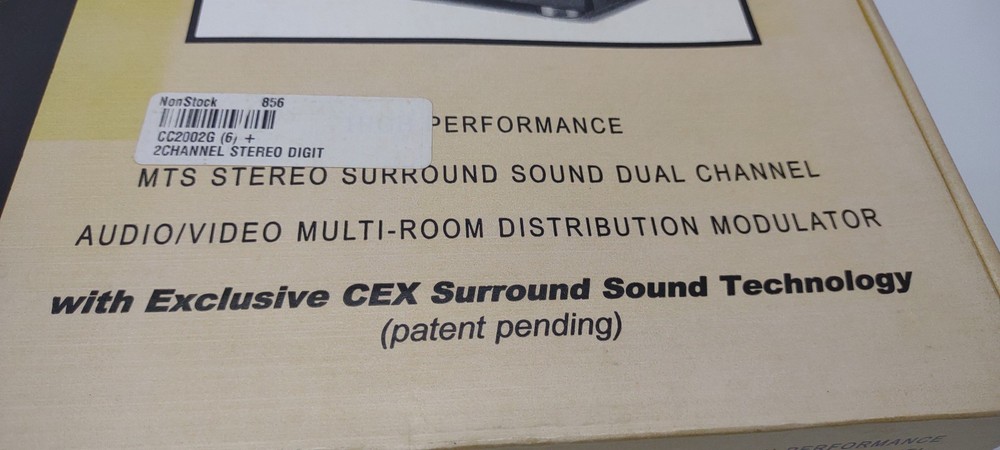 NonStock 856
CC2002G (6) +
2CHANNEL STEREO DIGIT
PERFORMANCE
MTS STEREO SURROUND SOUND DUAL CHANNEL
AUDIO/VIDEO MULTI-ROOM DISTRIBUTION MODULATOR
with Exclusive CEX Surround Sound Technology
(patent pending)
PERFORMANCE